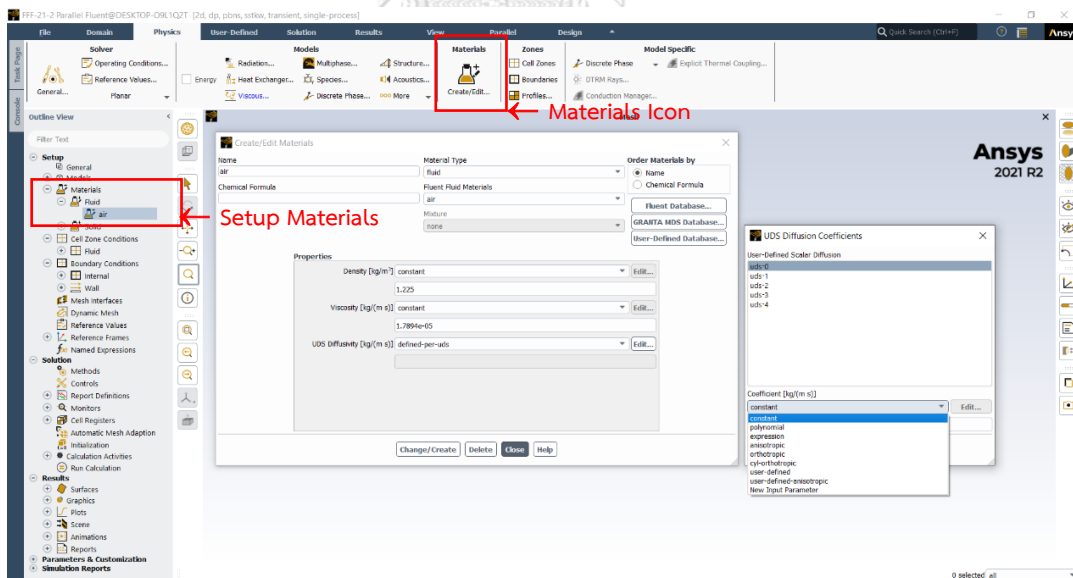 FFF-21-2 Parallel Fluent@DESKTOP-O9L1Q2T [2d, dp, pbns, sstkw, transient, single-process]
File Domain Physics User-Defined Solution Results View Parallel Design
Quick Search (Ctrl+F)
Ansys
Solver
Operating Conditions...
Reference Values...
General...
Planar
Models
Energy
Radiation...
Heat Exchanger...
Viscous...
Multiphase...
Species...
Discrete Phase...
Structure...
Acoustics...
More
Materials
Create/Edit...
Zones
Cell Zones
Boundaries
Profiles...
Model Specific
Discrete Phase
DTRM Rays...
Conduction Manager...
Explicit Thermal Coupling...
Materials Icon
Task Page
Console
Outline View
Filter Text
Setup
General
Models
Materials
Fluid
air
Solid
Cell Zone Conditions
Fluid
Boundary Conditions
Internal
Wall
Mesh Interfaces
Dynamic Mesh
Reference Values
Reference Frames
Named Expressions
Solution
Methods
Controls
Report Definitions
Monitors
Cell Registers
Automatic Mesh Adaption
Initialization
Calculation Activities
Run Calculation
Results
Surfaces
Graphics
Plots
Scene
Animations
Reports
Parameters & Customization
Simulation Reports
Setup Materials
Create/Edit Materials
Name
air
Chemical Formula
Material Type
fluid
Fluent Fluid Materials
air
Mixture
none
Order Materials by
Name
Chemical Formula
Fluent Database...
GRANTA MDS Database...
User-Defined Database...
Properties
Density [kg/m³] constant Edit...
1.225
Viscosity [kg/(m s)] constant Edit...
1.7894e-05
UDS Diffusivity [kg/(m s)] defined-per-uds Edit...
Change/Create Delete Close Help
Ansys
2021 R2
UDS Diffusion Coefficients
User-Defined Scalar Diffusion
uds-0
uds-1
uds-2
uds-3
uds-4
Coefficient [kg/(m s)]
constant Edit...
constant
polynomial
expression
anisotropic
orthotropic
cyl-orthotropic
user-defined
user-defined-anisotropic
New Input Parameter
0 selected all